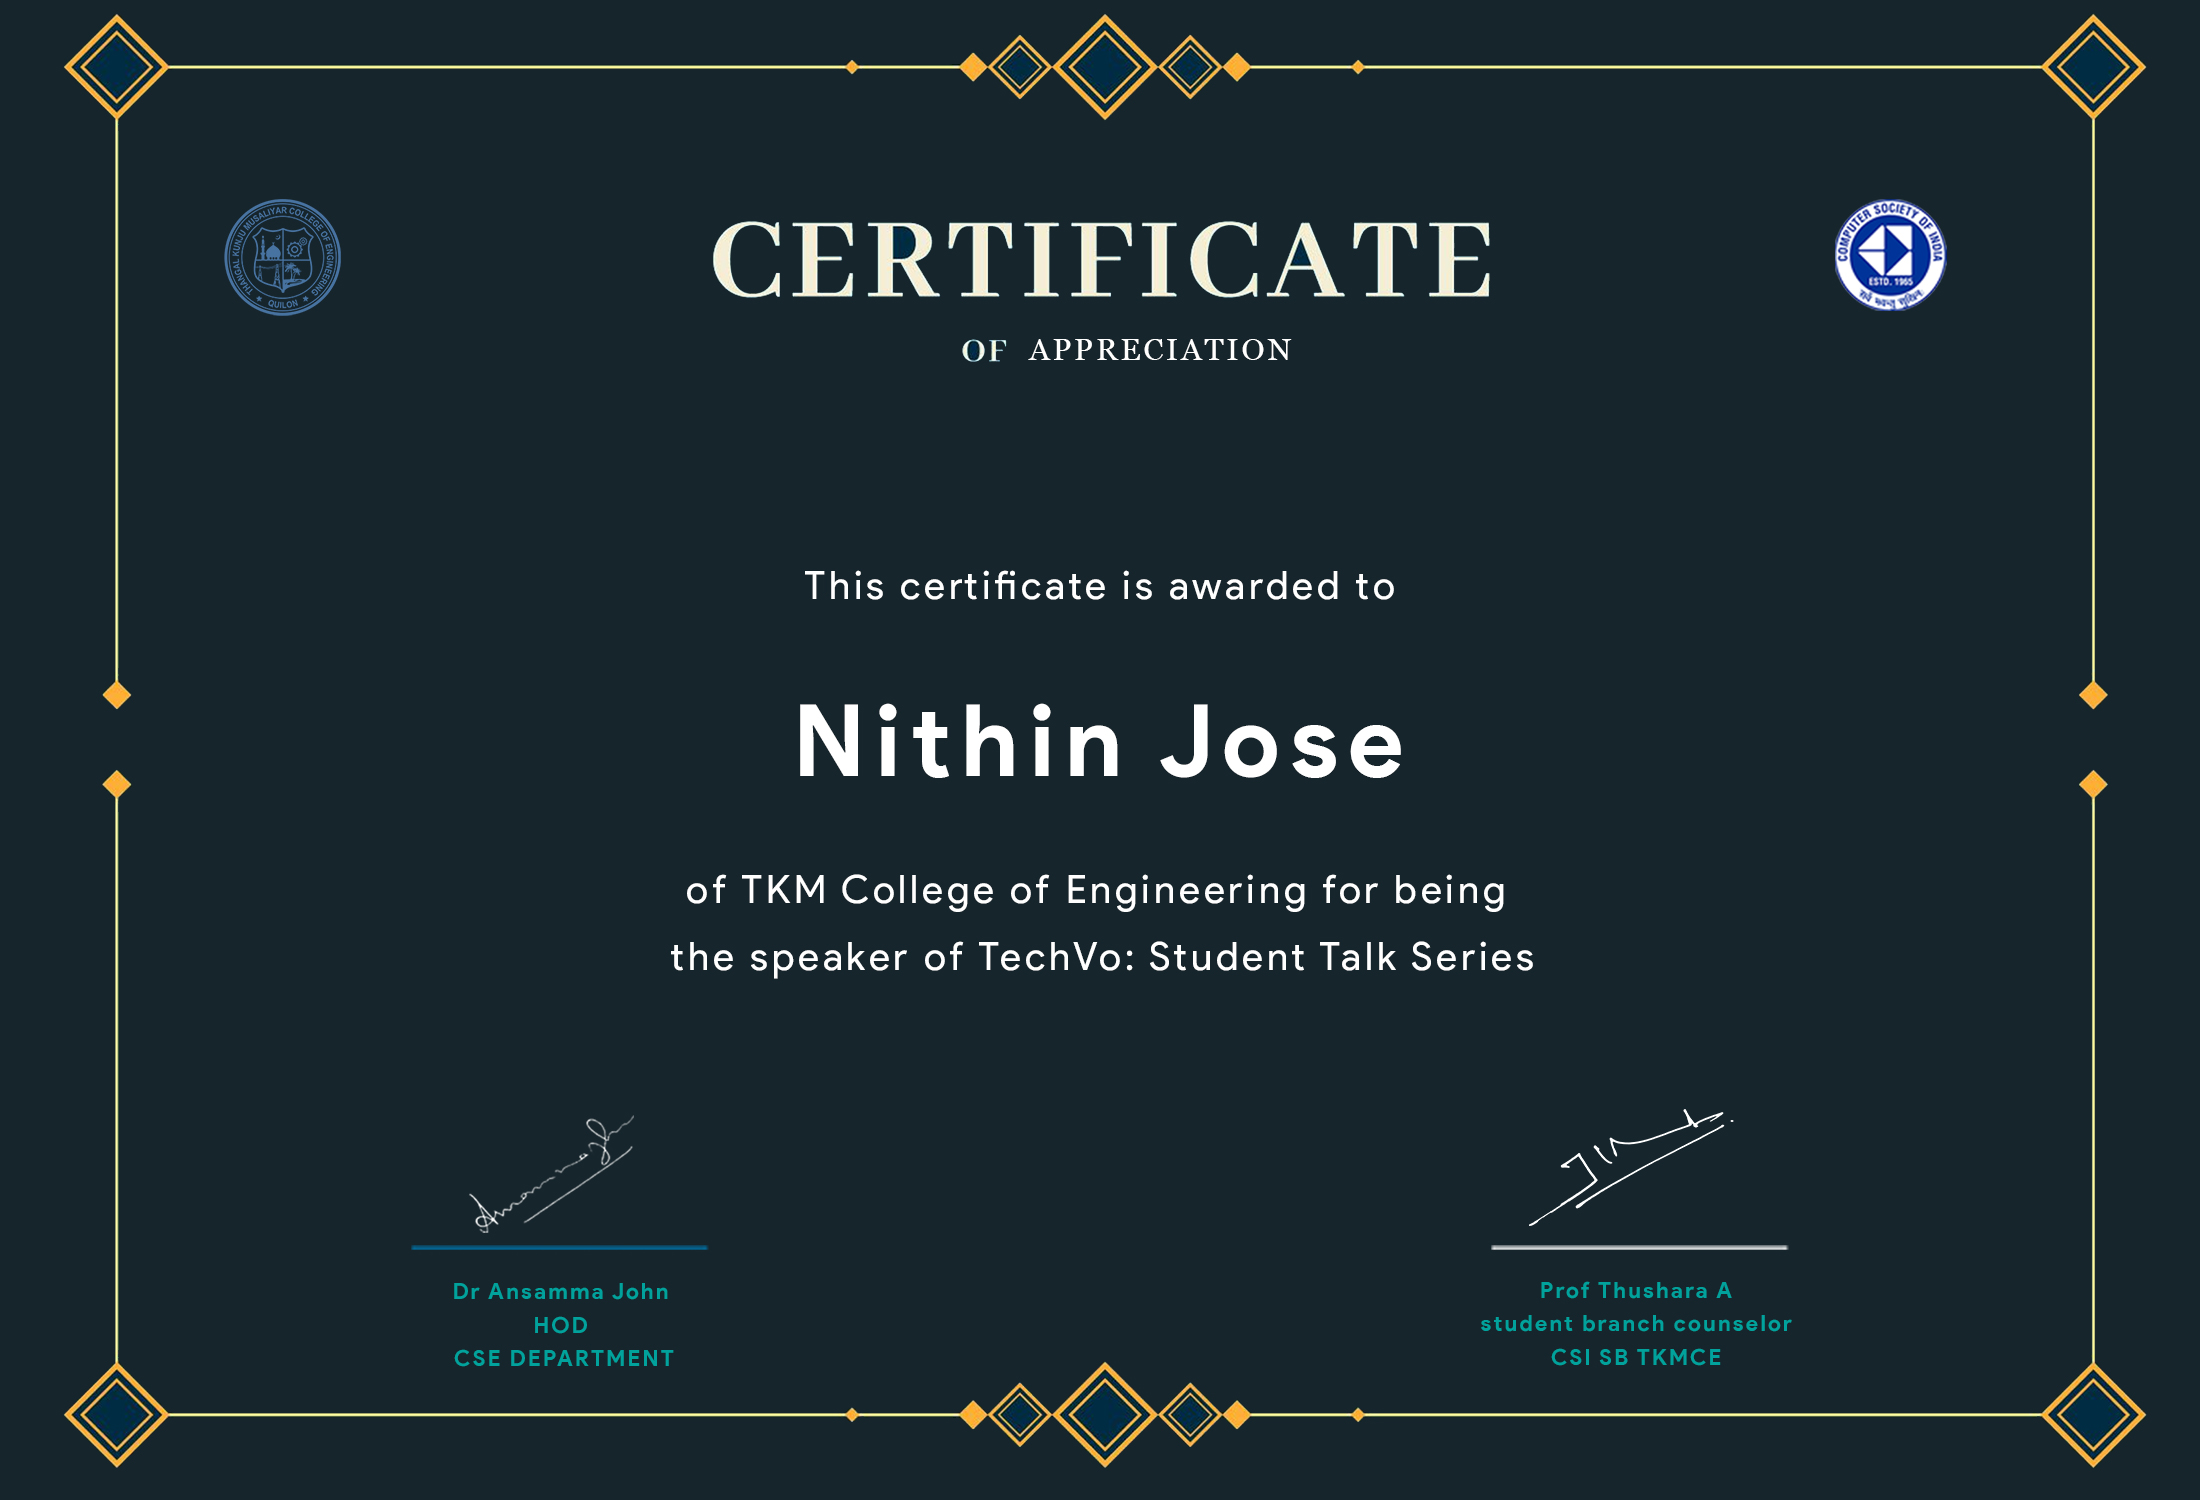 THANGAL KUNJU MUSALIYAR COLLEGE OF ENGINEERING
QUILON
COMPUTER SOCIETY OF INDIA
ESTD. 1965
CERTIFICATE
OF APPRECIATION
This certificate is awarded to
Nithin Jose
of TKM College of Engineering for being
the speaker of TechVo: Student Talk Series
Dr Ansamma John
HOD
CSE DEPARTMENT
Prof Thushara A
student branch counselor
CSI SB TKMCE